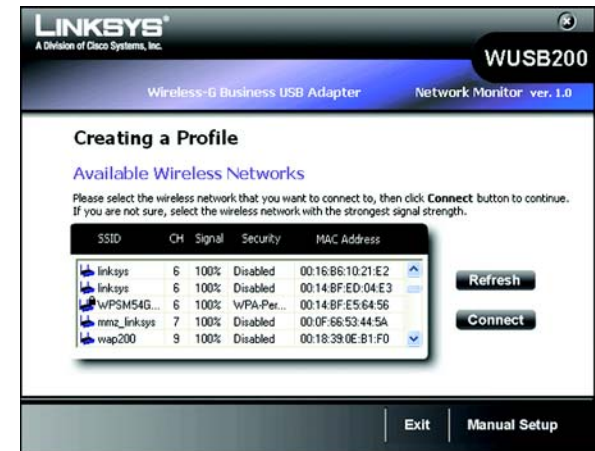 LINKSYS®
A Division of Cisco Systems, Inc.
WUSB200
Wireless-G Business USB Adapter Network Monitor ver. 1.0
Creating a Profile
Available Wireless Networks
Please select the wireless network that you want to connect to, then click Connect button to continue.
If you are not sure, select the wireless network with the strongest signal strength.
SSID CH Signal Security MAC Address
linksys 6 100% Disabled 00:16:B6:10:21:E2
linksys 6 100% Disabled 00:14:BF:ED:04:E3
WPSM54G... 6 100% WPA-Per... 00:14:BF:E5:64:56
mmz_linksys 7 100% Disabled 00:0F:66:53:44:5A
wap200 9 100% Disabled 00:18:39:0E:B1:F0
Refresh
Connect
Exit Manual Setup